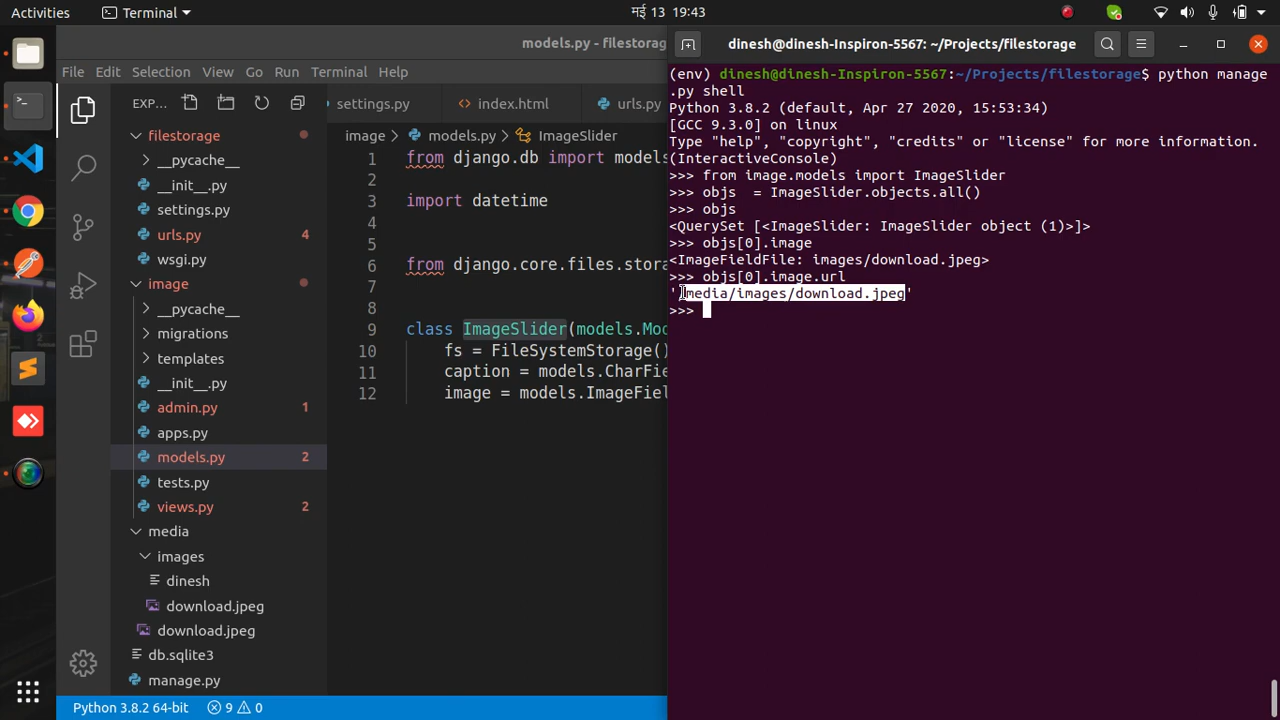 Activities
Terminal
मई 13 19:43
models.py - filestorag
File Edit Selection View Go Run Terminal Help
EXP...
filestorage
__pycache__
__init__.py
settings.py
urls.py 4
wsgi.py
image
__pycache__
migrations
templates
__init__.py
admin.py 1
apps.py
models.py 2
tests.py
views.py 2
media
images
dinesh
download.jpeg
download.jpeg
db.sqlite3
manage.py
settings.py
index.html
urls.py
image > models.py > ImageSlider
1 from django.db import models
2
3 import datetime
4
5
6 from django.core.files.stora
7
8
9 class ImageSlider(models.Mod
10 fs = FileSystemStorage()
11 caption = models.CharFie
12 image = models.ImageFiel
Python 3.8.2 64-bit 9 0
dinesh@dinesh-Inspiron-5567: ~/Projects/filestorage
(env) dinesh@dinesh-Inspiron-5567:~/Projects/filestorage$ python manage
.py shell
Python 3.8.2 (default, Apr 27 2020, 15:53:34)
[GCC 9.3.0] on linux
Type "help", "copyright", "credits" or "license" for more information.
(InteractiveConsole)
>>> from image.models import ImageSlider
>>> objs  = ImageSlider.objects.all()
>>> objs
<QuerySet [<ImageSlider: ImageSlider object (1)>]>
>>> objs[0].image
<ImageFieldFile: images/download.jpeg>
>>> objs[0].image.url
'/media/images/download.jpeg'
>>>